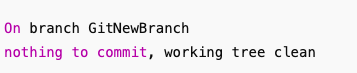 On branch GitNewBranch
nothing to commit, working tree clean